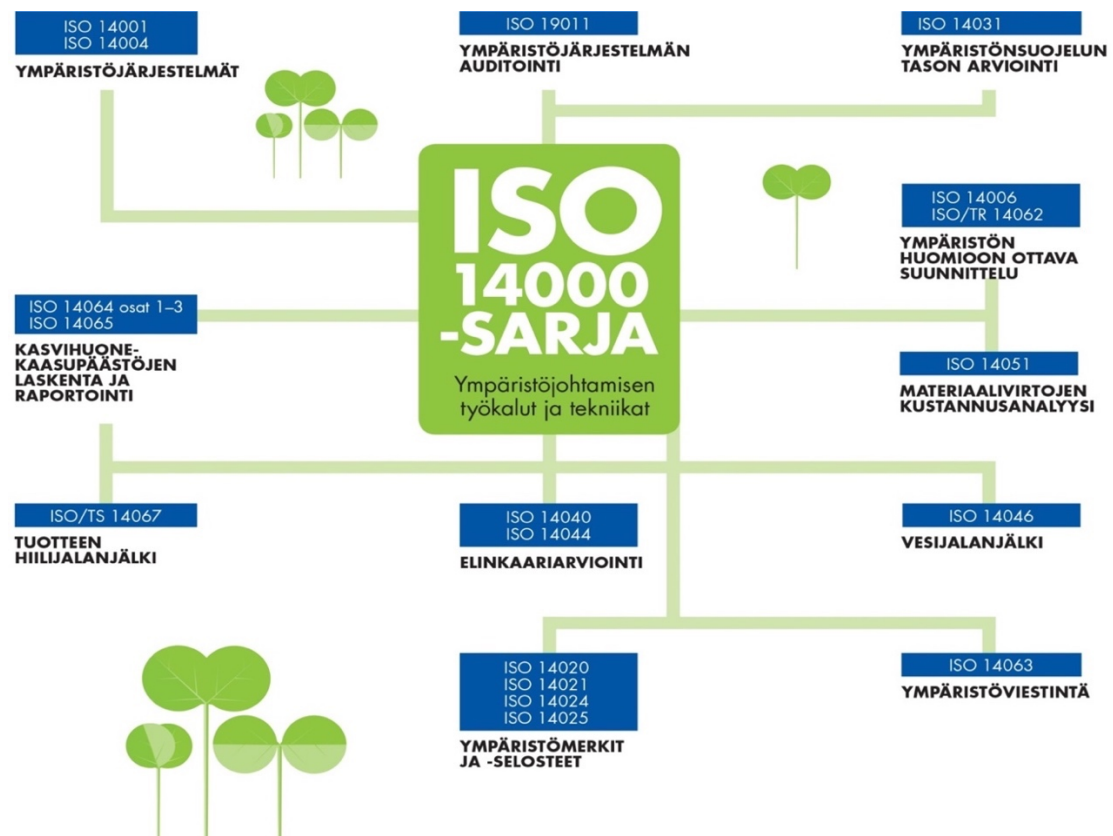 ISO 14001
ISO 14004
YMPÄRISTÖJÄRJESTELMÄT
ISO 19011
YMPÄRISTÖJÄRJESTELMÄN
AUDITOINTI
ISO 14031
YMPÄRISTÖNSUOJELUN
TASON ARVIOINTI
ISO
14000
-SARJA
Ympäristöjohtamisen
työkalut ja tekniikat
ISO 14006
ISO/TR 14062
YMPÄRISTÖN
HUOMIOON OTTAVA
SUUNNITTELU
ISO 14064 osat 1–3
ISO 14065
KASVIHUONE-
KAASUPÄÄSTÖJEN
LASKENTA JA
RAPORTOINTI
ISO 14051
MATERIAALIVIRTOJEN
KUSTANNUSANALYYSI
ISO/TS 14067
TUOTTEEN
HIILIJALANJÄLKI
ISO 14040
ISO 14044
ELINKAARIARVIOINTI
ISO 14046
VESIJALANJÄLKI
ISO 14020
ISO 14021
ISO 14024
ISO 14025
YMPÄRISTÖMERKIT
JA -SELOSTEET
ISO 14063
YMPÄRISTÖVIESTINTÄ